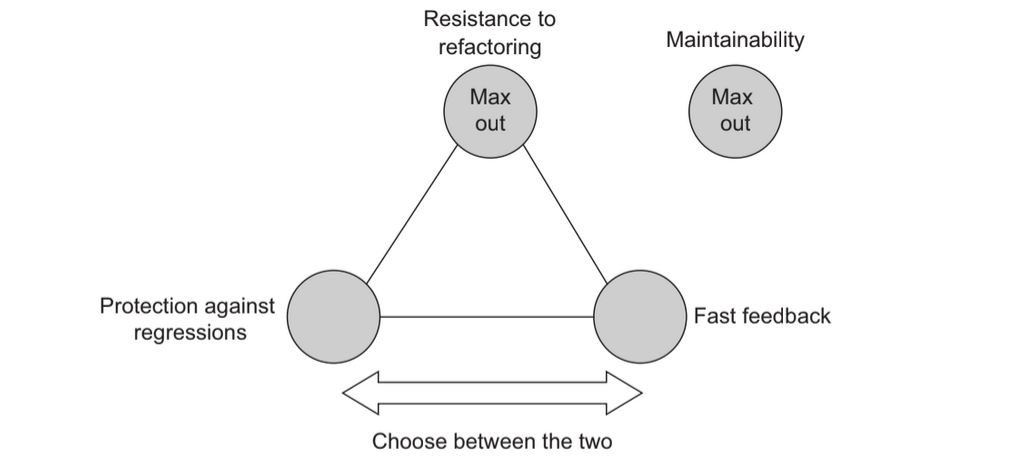 Resistance to
refactoring
Maintainability
Max
out
Max
out
Protection against
regressions
Fast feedback
Choose between the two